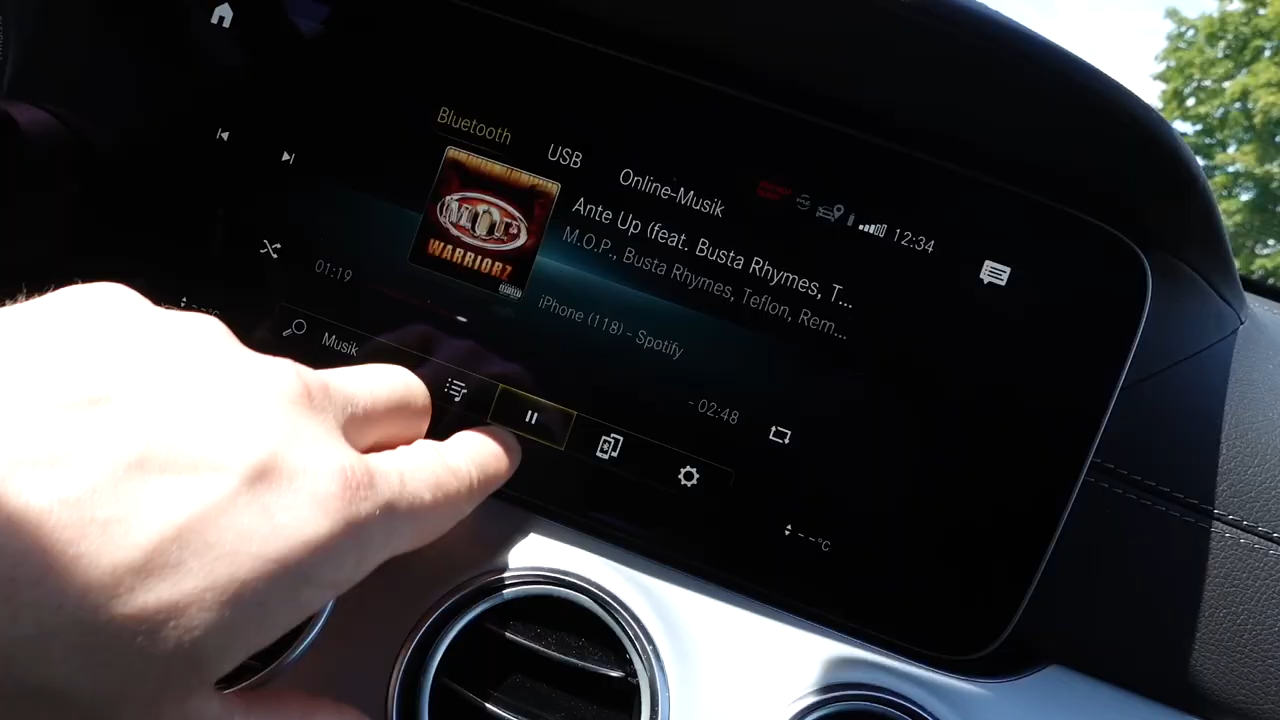 Bluetooth
USB
Online-Musik
12:34
Ante Up (feat. Busta Rhymes, T...
M.O.P., Busta Rhymes, Teflon, Rem...
M.O.P.
WARRIORZ
01:19
iPhone (118) - Spotify
Musik
- 02:48
- - °C